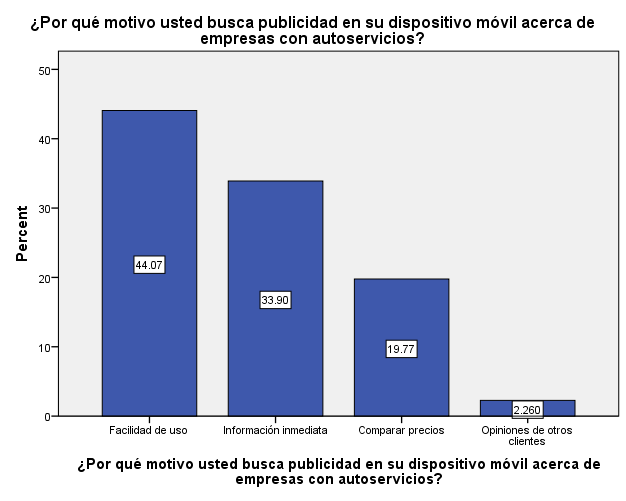 ¿Por qué motivo usted busca publicidad en su dispositivo móvil acerca de
empresas con autoservicios?
50
40
30
20
10
0
Percent
44.07
33.90
19.77
2.260
Facilidad de uso
Información inmediata
Comparar precios
Opiniones de otros
clientes
¿Por qué motivo usted busca publicidad en su dispositivo móvil acerca de
empresas con autoservicios?